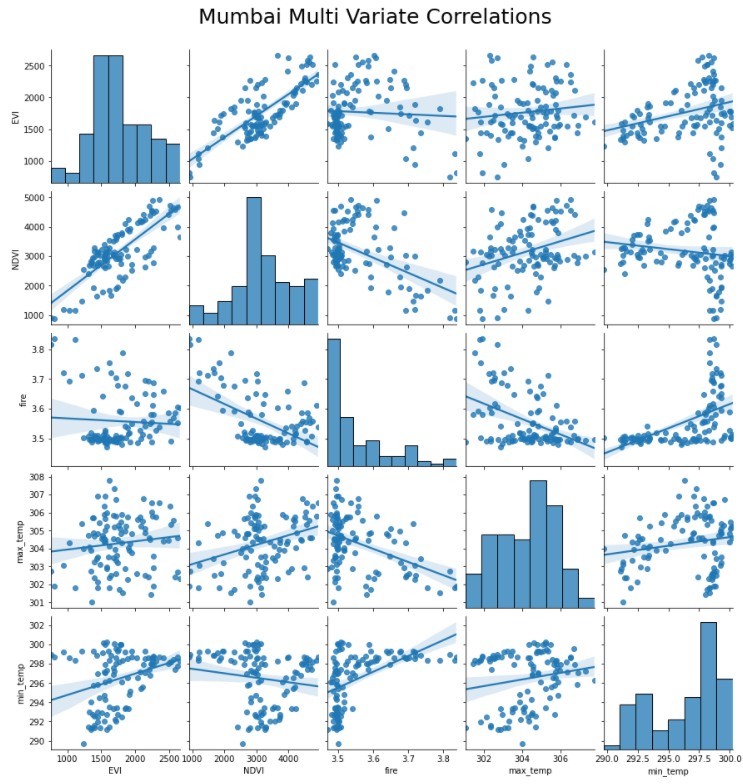 Mumbai Multi Variate Correlations
EVI
2500
2000
1500
1000
NDVI
5000
4000
3000
2000
1000
fire
3.8
3.7
3.6
3.5
max_temp
308
307
306
305
304
303
302
301
min_temp
302
300
298
296
294
292
290
1000 1500 2000 2500
EVI
1000 2000 3000 4000
NDVI
3.5 3.6 3.7 3.8
fire
302 304 306
max_temp
290.0 292.5 295.0 297.5 300.0
min_temp